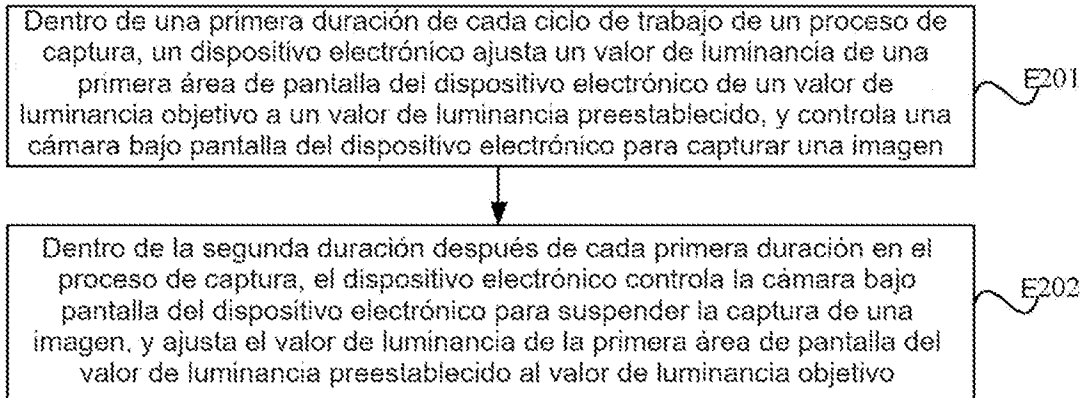 Dentro de una primera duración de cada ciclo de trabajo de un proceso de
captura, un dispositivo electrónico ajusta un valor de luminancia de una
primera área de pantalla del dispositivo electrónico de un valor de
luminancia objetivo a un valor de luminancia preestablecido, y controla una
cámara bajo pantalla del dispositivo electrónico para capturar una imagen
E201
Dentro de la segunda duración después de cada primera duración en el
proceso de captura, el dispositivo electrónico controla la cámara bajo
pantalla del dispositivo electrónico para suspender la captura de una
imagen, y ajusta el valor de luminancia de la primera área de pantalla del
valor de luminancia preestablecido al valor de luminancia objetivo
E202